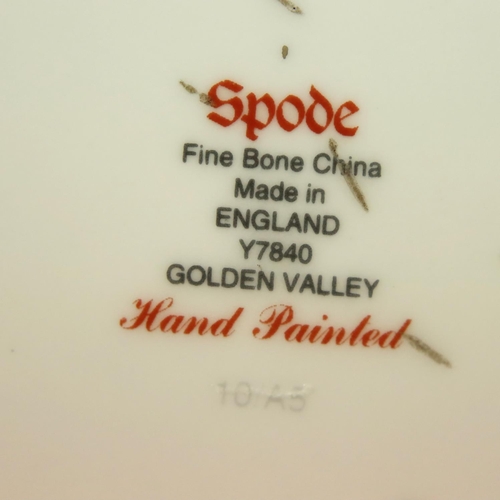 Spode
Fine Bone China
Made in
ENGLAND
Y7840
GOLDEN VALLEY
Hand Painted
10 A5